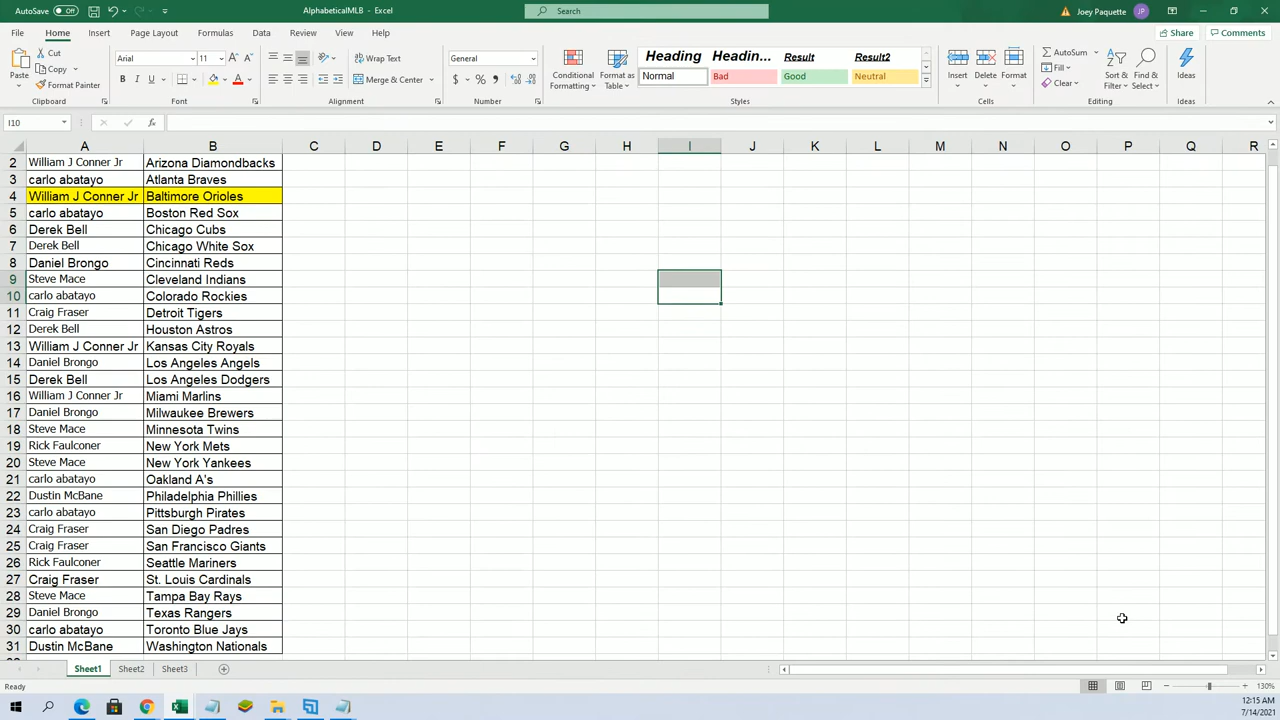 AutoSave Off AlphabeticalMLB - Excel Search Joey Paquette JP
File Home Insert Page Layout Formulas Data Review View Help Share Comments
Paste Cut Copy Format Painter Clipboard
Arial 11 A A B I U A Font
ab Wrap Text Merge & Center Alignment
General $ % , Number
Conditional Formatting Format as Table
Heading Headin... Result Result2
Normal Bad Good Neutral Styles
Insert Delete Format Cells
AutoSum Fill Clear Sort & Filter Find & Select Editing
Ideas Ideas
I10 fx
A B C D E F G H I J K L M N O P Q R
2 William J Conner Jr Arizona Diamondbacks
3 carlo abatayo Atlanta Braves
4 William J Conner Jr Baltimore Orioles
5 carlo abatayo Boston Red Sox
6 Derek Bell Chicago Cubs
7 Derek Bell Chicago White Sox
8 Daniel Brongo Cincinnati Reds
9 Steve Mace Cleveland Indians
10 carlo abatayo Colorado Rockies
11 Craig Fraser Detroit Tigers
12 Derek Bell Houston Astros
13 William J Conner Jr Kansas City Royals
14 Daniel Brongo Los Angeles Angels
15 Derek Bell Los Angeles Dodgers
16 William J Conner Jr Miami Marlins
17 Daniel Brongo Milwaukee Brewers
18 Steve Mace Minnesota Twins
19 Rick Faulconer New York Mets
20 Steve Mace New York Yankees
21 carlo abatayo Oakland A's
22 Dustin McBane Philadelphia Phillies
23 carlo abatayo Pittsburgh Pirates
24 Craig Fraser San Diego Padres
25 Craig Fraser San Francisco Giants
26 Rick Faulconer Seattle Mariners
27 Craig Fraser St. Louis Cardinals
28 Steve Mace Tampa Bay Rays
29 Daniel Brongo Texas Rangers
30 carlo abatayo Toronto Blue Jays
31 Dustin McBane Washington Nationals
Sheet1 Sheet2 Sheet3
Ready 130%
12:15 AM
7/14/2021